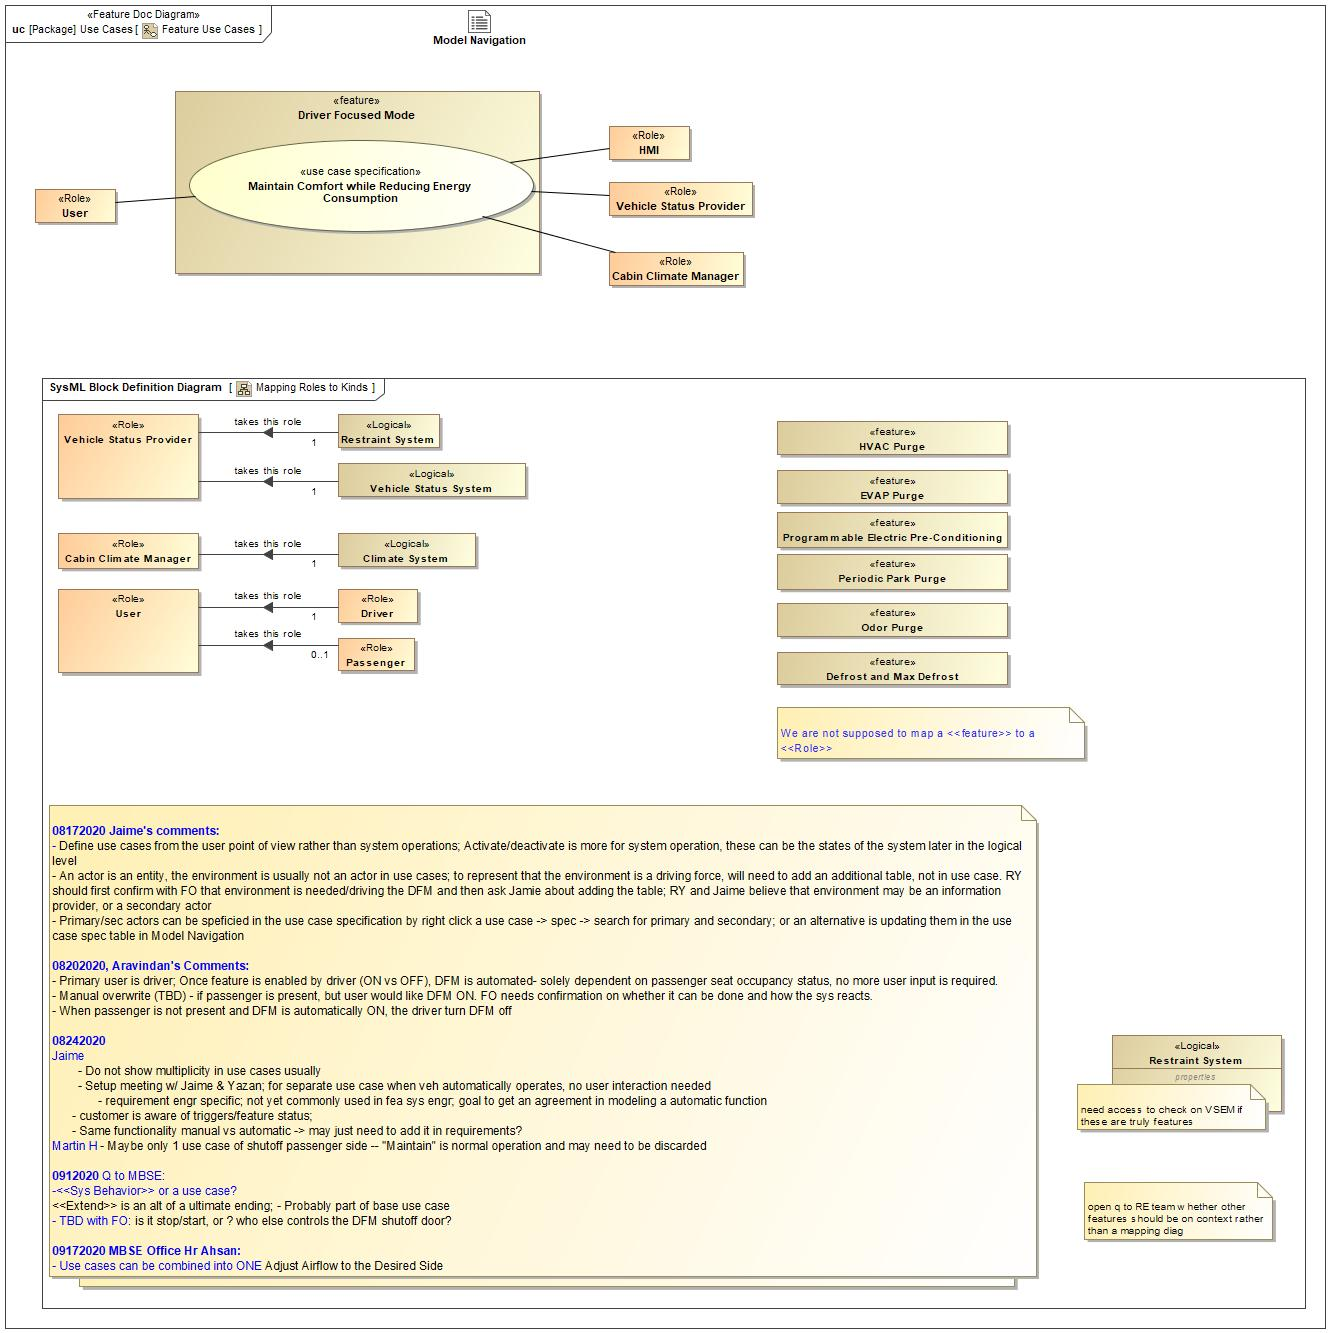 «Feature Doc Diagram»
uc [Package] Use Cases [ Feature Use Cases ]
Model Navigation
«feature»
Driver Focused Mode
«use case specification»
Maintain Comfort while Reducing Energy
Consumption
«Role»
User
«Role»
HMI
«Role»
Vehicle Status Provider
«Role»
Cabin Climate Manager
SysML Block Definition Diagram [ Mapping Roles to Kinds ]
«Role»
Vehicle Status Provider
takes this role
1
«Logical»
Restraint System
takes this role
1
«Logical»
Vehicle Status System
«Role»
Cabin Climate Manager
takes this role
1
«Logical»
Climate System
«Role»
User
takes this role
1
«Role»
Driver
takes this role
0..1
«Role»
Passenger
«feature»
HVAC Purge
«feature»
EVAP Purge
«feature»
Programmable Electric Pre-Conditioning
«feature»
Periodic Park Purge
«feature»
Odor Purge
«feature»
Defrost and Max Defrost
We are not supposed to map a <<feature>> to a
<<Role>>
08172020 Jaime's comments:
- Define use cases from the user point of view rather than system operations; Activate/deactivate is more for system operation, these can be the states of the system later in the logical
level
- An actor is an entity, the environment is usually not an actor in use cases; to represent that the environment is a driving force, will need to add an additional table, not in use case. RY
should first confirm with FO that environment is needed/driving the DFM and then ask Jamie about adding the table; RY and Jaime believe that environment may be an information
provider, or a secondary actor
- Primary/sec actors can be speficied in the use case specification by right click a use case -> spec -> search for primary and secondary; or an alternative is updating them in the use
case spec table in Model Navigation
08202020, Aravindan's Comments:
- Primary user is driver; Once feature is enabled by driver (ON vs OFF), DFM is automated- solely dependent on passenger seat occupancy status, no more user input is required.
- Manual overwrite (TBD) - if passenger is present, but user would like DFM ON. FO needs confirmation on whether it can be done and how the sys reacts.
- When passenger is not present and DFM is automatically ON, the driver turn DFM off
08242020
Jaime
- Do not show multiplicity in use cases usually
- Setup meeting w/ Jaime & Yazan; for separate use case when veh automatically operates, no user interaction needed
- requirement engr specific; not yet commonly used in fea sys engr; goal to get an agreement in modeling a automatic function
- customer is aware of triggers/feature status;
- Same functionality manual vs automatic -> may just need to add it in requirements?
Martin H - Maybe only 1 use case of shutoff passenger side -- "Maintain" is normal operation and may need to be discarded
0912020 Q to MBSE:
-<<Sys Behavior>> or a use case?
<<Extend>> is an alt of a ultimate ending; - Probably part of base use case
- TBD with FO: is it stop/start, or ? who else controls the DFM shutoff door?
09172020 MBSE Office Hr Ahsan:
- Use cases can be combined into ONE Adjust Airflow to the Desired Side
«Logical»
Restraint System
properties
need access to check on VSEM if
these are truly features
open q to RE team whether other
features should be on context rather
than a mapping diag